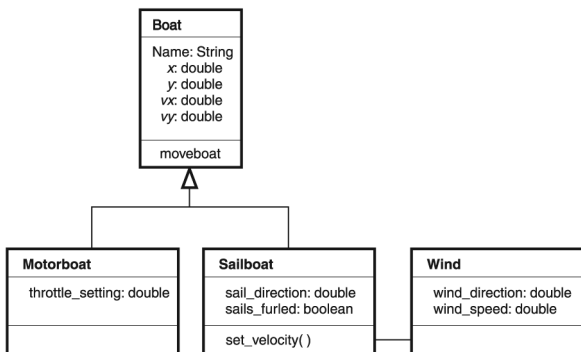 Boat
Name: String
x: double
y: double
vx: double
vy: double
moveboat
Motorboat
throttle_setting: double
Sailboat
sail_direction: double
sails_furled: boolean
set_velocity( )
Wind
wind_direction: double
wind_speed: double